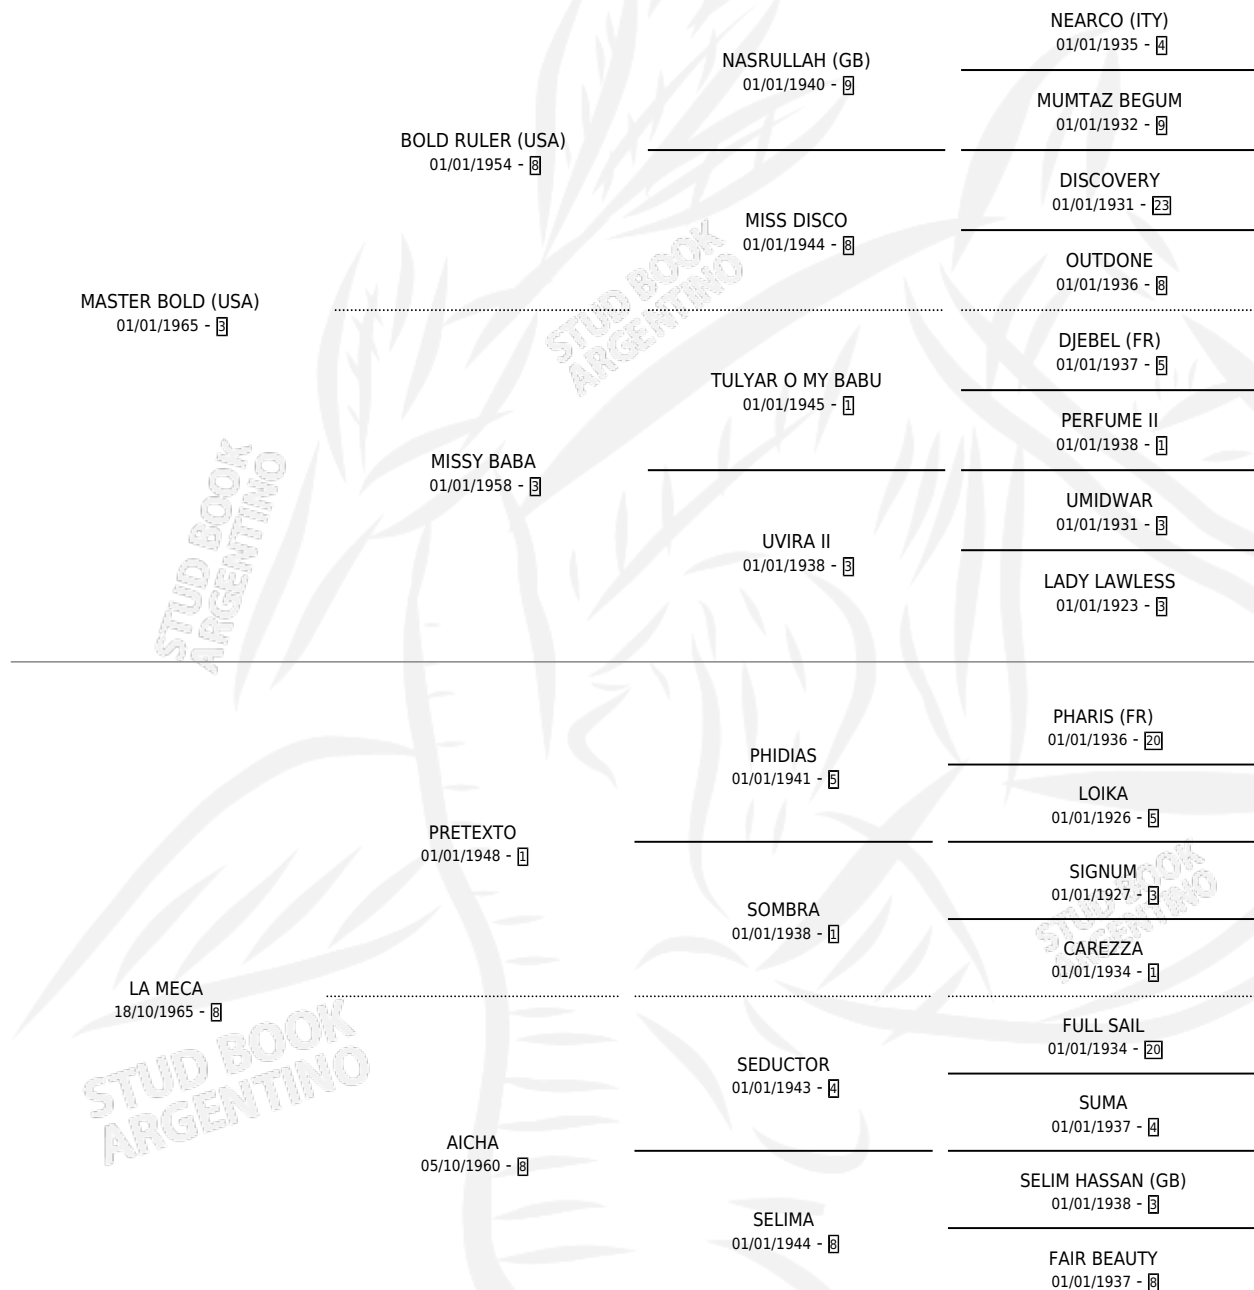 NEARCO (ITY)
01/01/1935 - 4
NASRULLAH (GB)
01/01/1940 - 9
MUMTAZ BEGUM
01/01/1932 - 9
BOLD RULER (USA)
01/01/1954 - 8
DISCOVERY
01/01/1931 - 23
MISS DISCO
01/01/1944 - 8
OUTDONE
01/01/1936 - 8
MASTER BOLD (USA)
01/01/1965 - 3
DJEBEL (FR)
01/01/1937 - 5
TULYAR O MY BABU
01/01/1945 - 1
PERFUME II
01/01/1938 - 1
MISSY BABA
01/01/1958 - 3
UMIDWAR
01/01/1931 - 3
UVIRA II
01/01/1938 - 3
LADY LAWLESS
01/01/1923 - 3
PHARIS (FR)
01/01/1936 - 20
PHIDIAS
01/01/1941 - 5
LOIKA
01/01/1926 - 5
PRETEXTO
01/01/1948 - 1
SIGNUM
01/01/1927 - 3
SOMBRA
01/01/1938 - 1
CAREZZA
01/01/1934 - 1
LA MECA
18/10/1965 - 8
FULL SAIL
01/01/1934 - 20
SEDUCTOR
01/01/1943 - 4
SUMA
01/01/1937 - 4
AICHA
05/10/1960 - 8
SELIM HASSAN (GB)
01/01/1938 - 3
SELIMA
01/01/1944 - 8
FAIR BEAUTY
01/01/1937 - 8
STUD BOOK
ARGENTINO
STUD BOOK
ARGENTINO
STUD BOOK
ARGENTINO
STUD BOOK
ARGENTINO